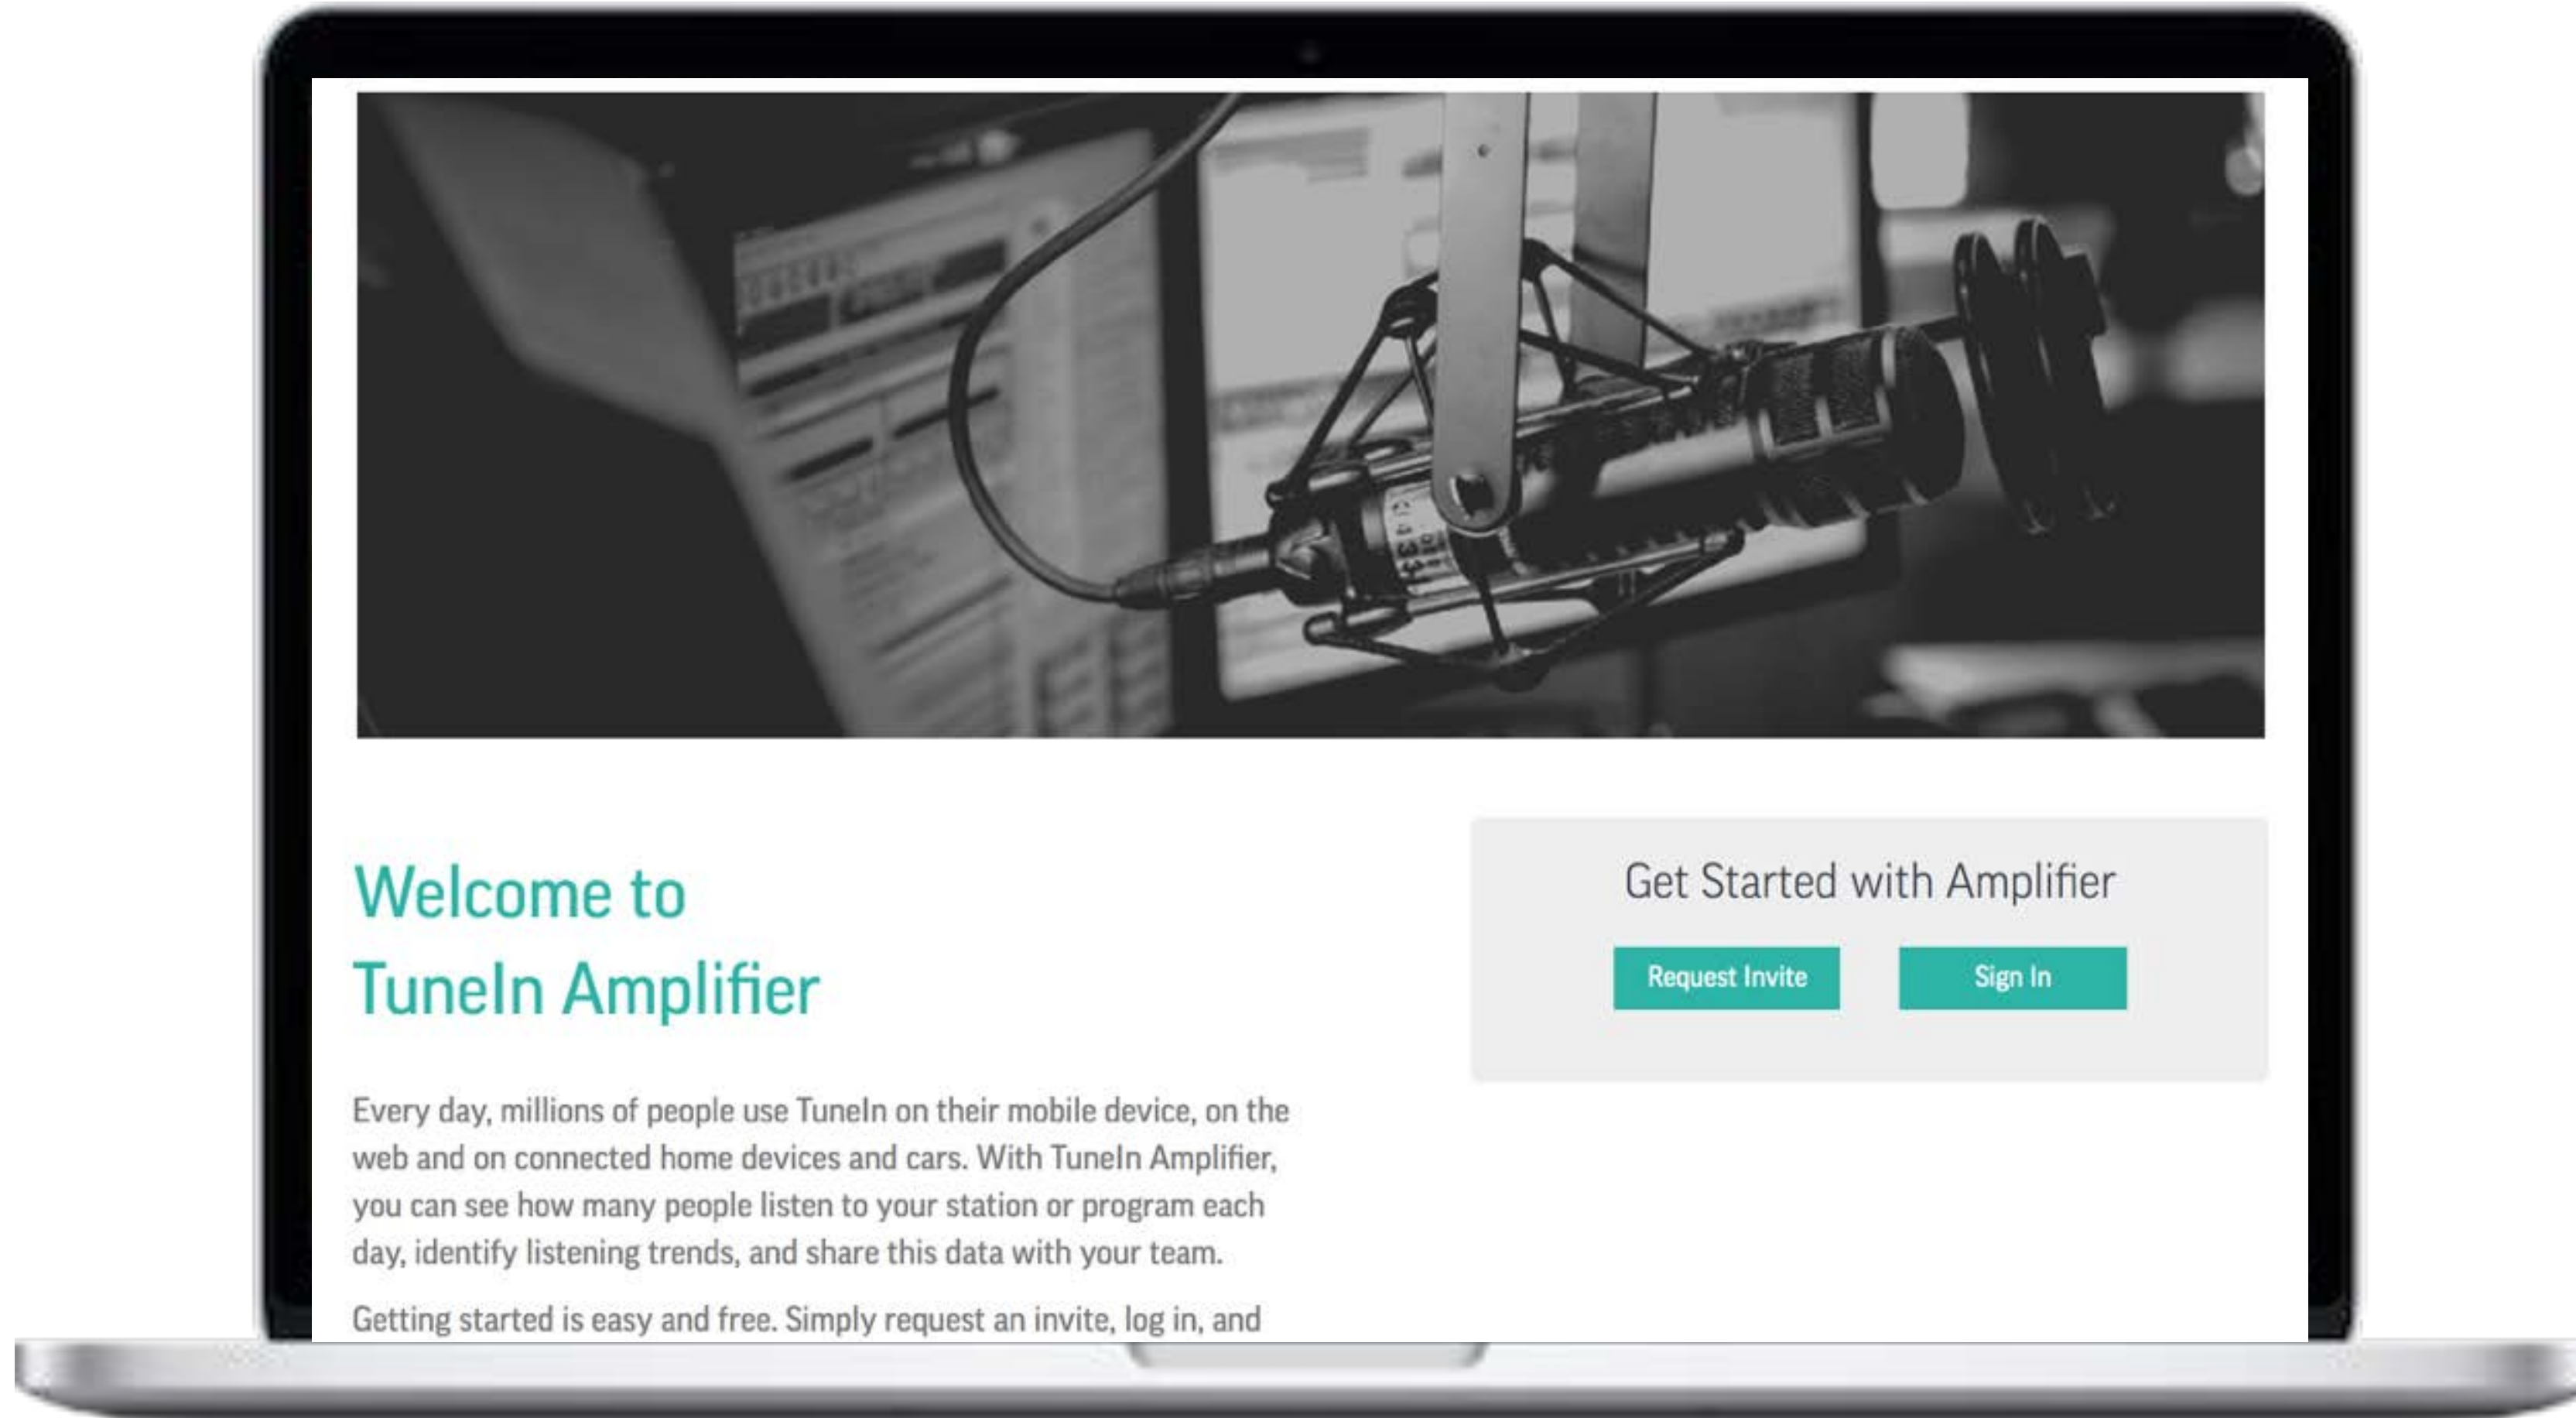 Welcome to
TuneIn Amplifier
Every day, millions of people use TuneIn on their mobile device, on the
web and on connected home devices and cars. With TuneIn Amplifier,
you can see how many people listen to your station or program each
day, identify listening trends, and share this data with your team.
Getting started is easy and free. Simply request an invite, log in, and
Get Started with Amplifier
Request Invite
Sign In